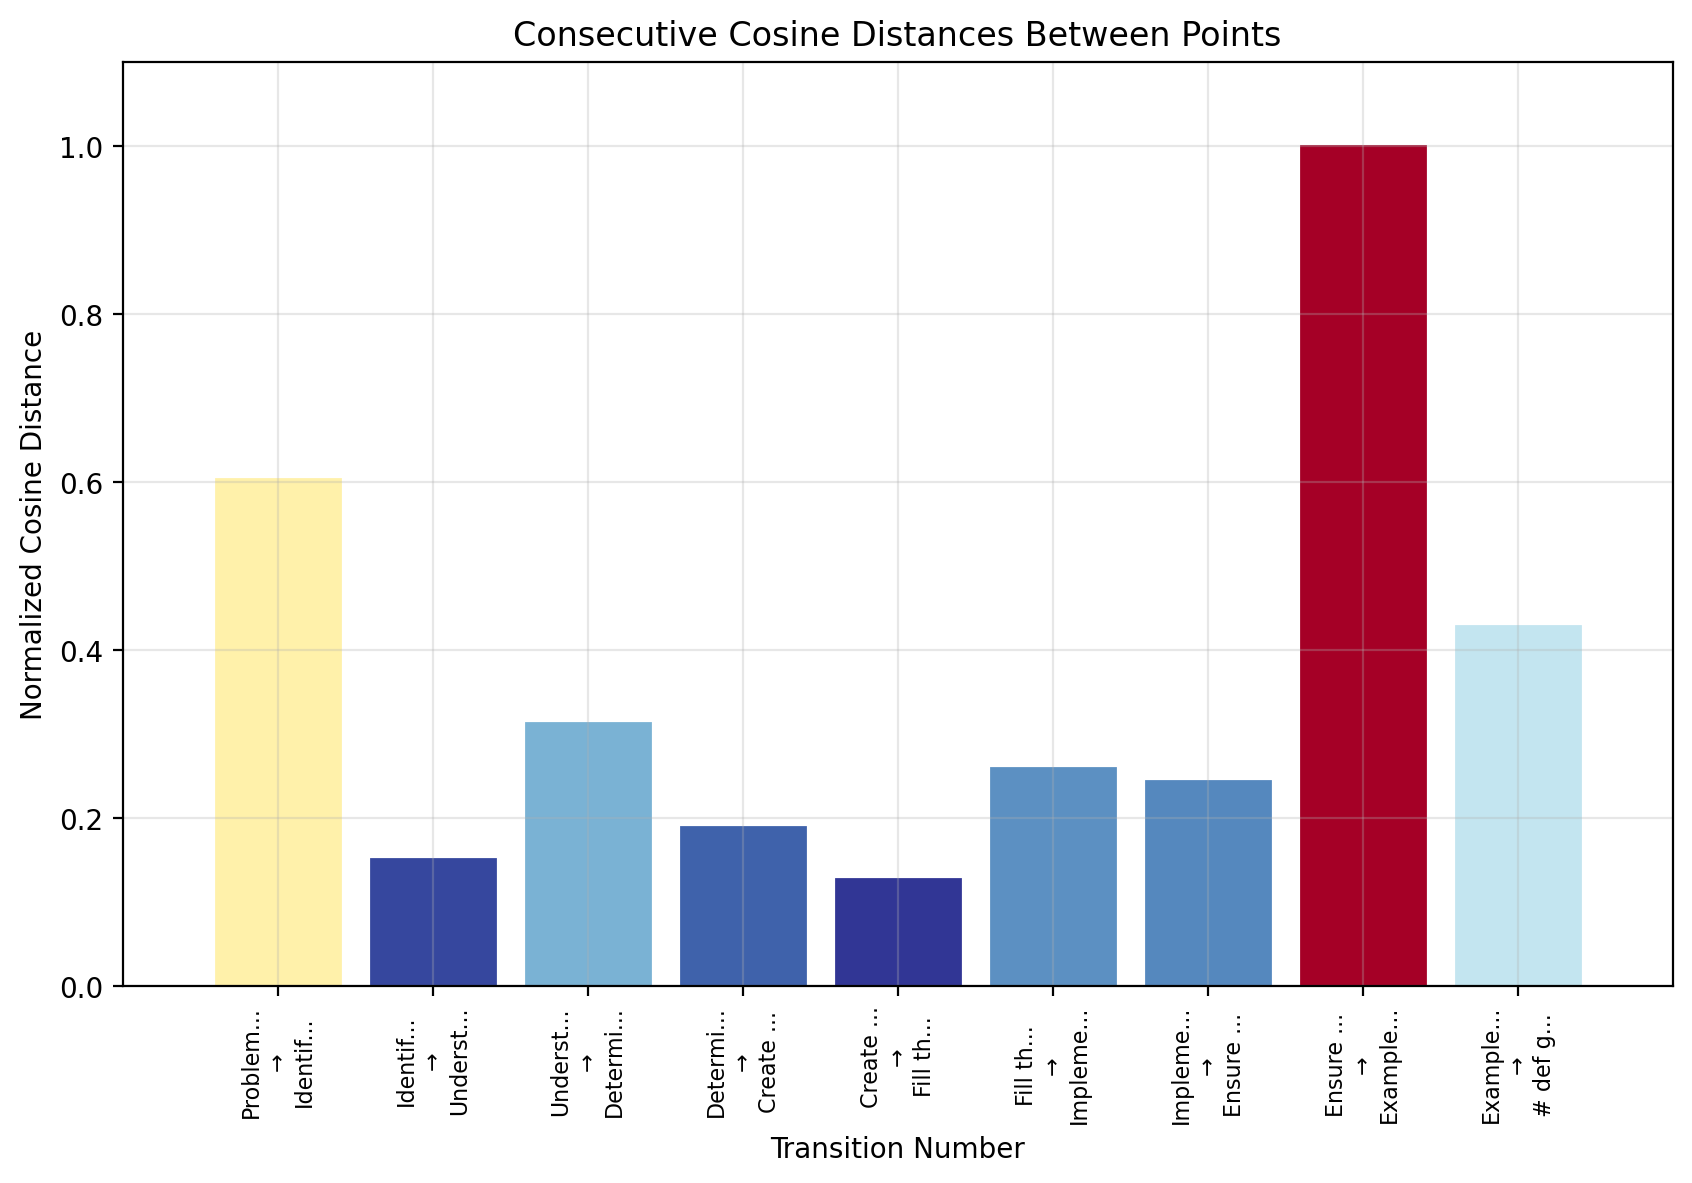 Consecutive Cosine Distances Between Points
Normalized Cosine Distance
1.0
0.8
0.6
0.4
0.2
0.0
Problem...
→
Identif...
Identif...
→
Underst...
Underst...
→
Determi...
Determi...
→
Create ...
Create ...
→
Fill th...
Fill th...
→
Impleme...
Impleme...
→
Ensure ...
Ensure ...
→
Example...
Example...
→
# def g...
Transition Number